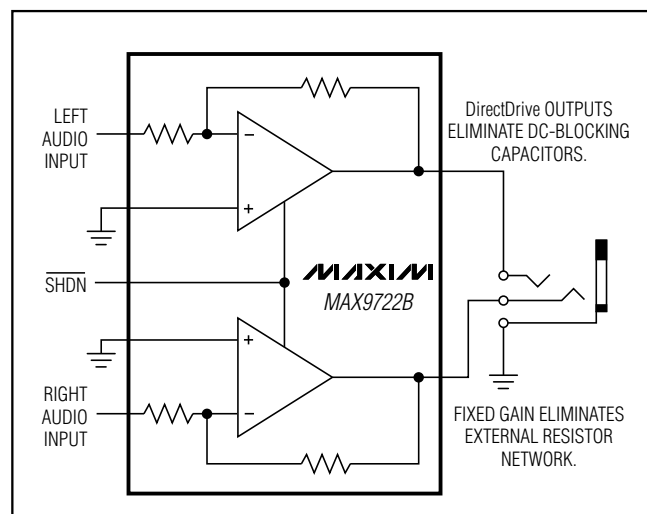 LEFT
AUDIO
INPUT
DirectDrive OUTPUTS
ELIMINATE DC-BLOCKING
CAPACITORS.
−
+
SHDN
MAXIM
MAX9722B
+
−
RIGHT
AUDIO
INPUT
FIXED GAIN ELIMINATES
EXTERNAL RESISTOR
NETWORK.